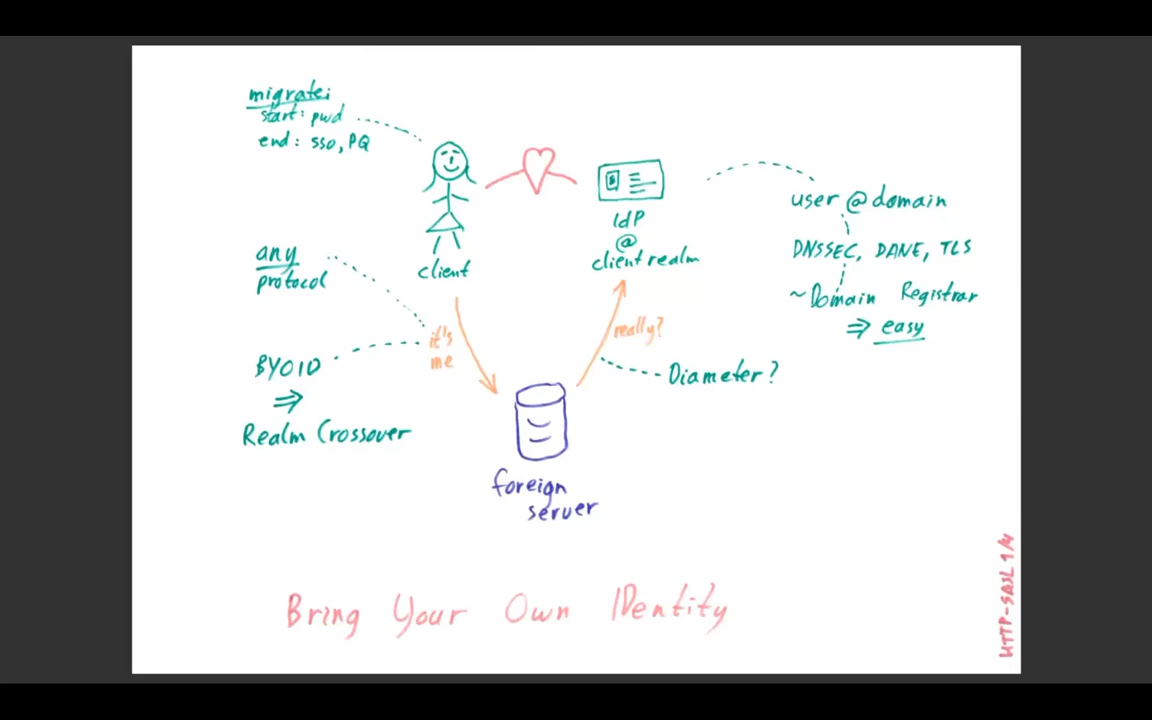 migrate:
start: pwd
end: SSO, PQ
client
IdP
@
client realm
user @ domain
DNSSEC, DANE, TLS
~Domain Registrar
⇒ easy
any
protocol
it's
me
really?
BYOID
⇒
Realm Crossover
Diameter?
foreign
server
Bring Your Own IDentity
HTTP-SASL 1/4